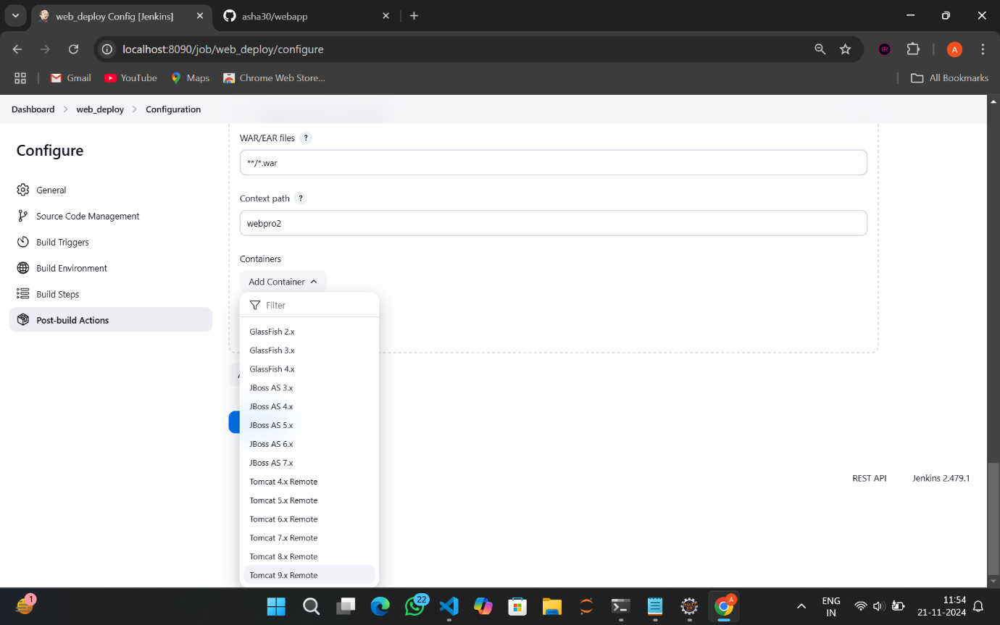 web_deploy Config [Jenkins]
asha30/webapp
localhost:8090/job/web_deploy/configure
BR
A
Gmail
YouTube
Maps
Chrome Web Store...
All Bookmarks
Dashboard
web_deploy
Configuration
Configure
General
Source Code Management
Build Triggers
Build Environment
Build Steps
Post-build Actions
WAR/EAR files ?
**/*.war
Context path ?
webpro2
Containers
Add Container
Filter
GlassFish 2.x
GlassFish 3.x
GlassFish 4.x
JBoss AS 3.x
JBoss AS 4.x
JBoss AS 5.x
JBoss AS 6.x
JBoss AS 7.x
Tomcat 4.x Remote
Tomcat 5.x Remote
Tomcat 6.x Remote
Tomcat 7.x Remote
Tomcat 8.x Remote
Tomcat 9.x Remote
REST API
Jenkins 2.479.1
1
22
A
ENG
IN
11:54
21-11-2024